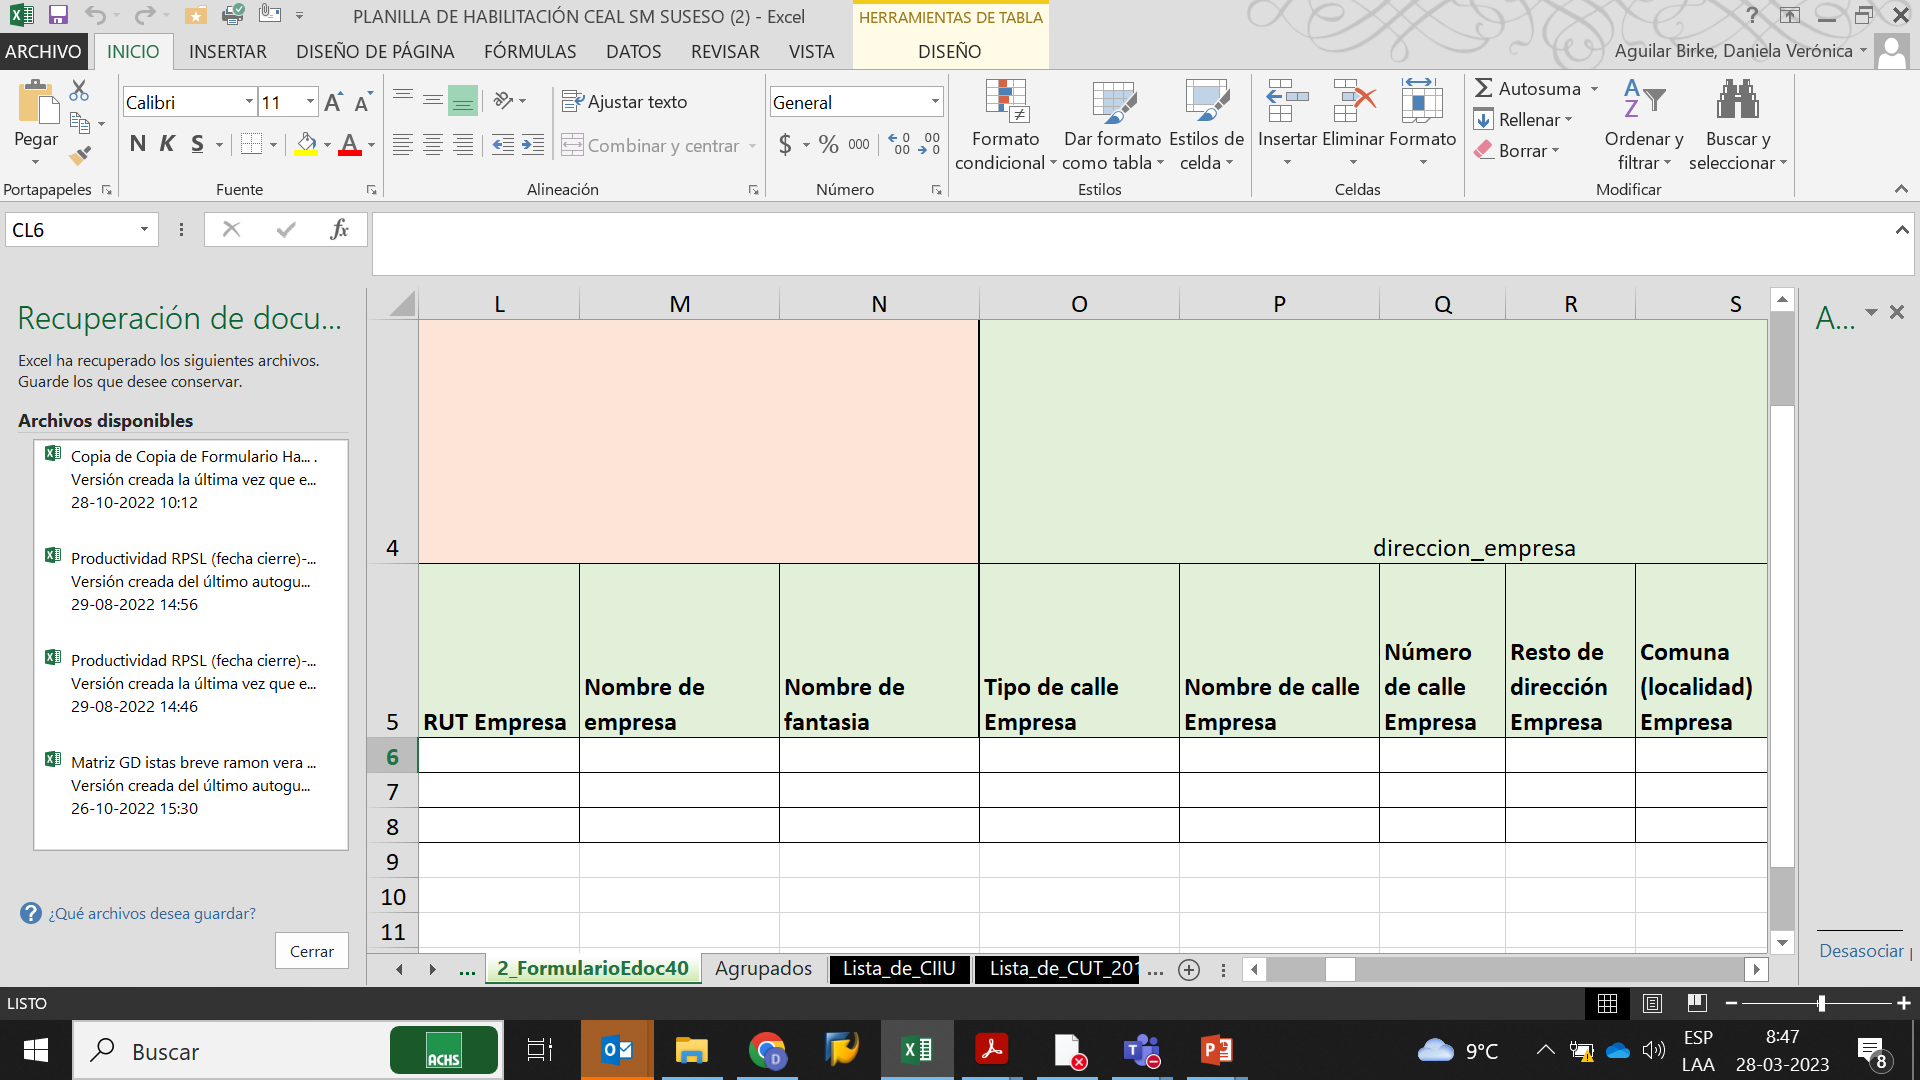 PLANILLA DE HABILITACIÓN CEAL SM SUSESO (2) - Excel
HERRAMIENTAS DE TABLA
?
ARCHIVO
INICIO
INSERTAR
DISEÑO DE PÁGINA
FÓRMULAS
DATOS
REVISAR
VISTA
DISEÑO
Aguilar Birke, Daniela Verónica
Pegar
Portapapeles
Calibri
11
N K S
Fuente
Ajustar texto
Combinar y centrar
Alineación
General
$ % 000
Número
Formato condicional
Dar formato como tabla
Estilos de celda
Estilos
Insertar
Eliminar
Formato
Celdas
Autosuma
Rellenar
Borrar
Ordenar y filtrar
Buscar y seleccionar
Modificar
CL6
fx
Recuperación de docu...
Excel ha recuperado los siguientes archivos.
Guarde los que desee conservar.
Archivos disponibles
Copia de Copia de Formulario Ha... .
Versión creada la última vez que e...
28-10-2022 10:12
Productividad RPSL (fecha cierre)-...
Versión creada del último autogu...
29-08-2022 14:56
Productividad RPSL (fecha cierre)-...
Versión creada la última vez que e...
29-08-2022 14:46
Matriz GD istas breve ramon vera ...
Versión creada del último autogu...
26-10-2022 15:30
¿Qué archivos desea guardar?
Cerrar
L M N O P Q R S
4
direccion_empresa
5
RUT Empresa
Nombre de empresa
Nombre de fantasia
Tipo de calle Empresa
Nombre de calle Empresa
Número de calle Empresa
Resto de dirección Empresa
Comuna (localidad) Empresa
6
7
8
9
10
11
A...
Desasociar
...
2_FormularioEdoc40
Agrupados
Lista_de_CIIU
Lista_de_CUT_201
...
LISTO
Buscar
ACHS
9°C
ESP
LAA
8:47
28-03-2023
8